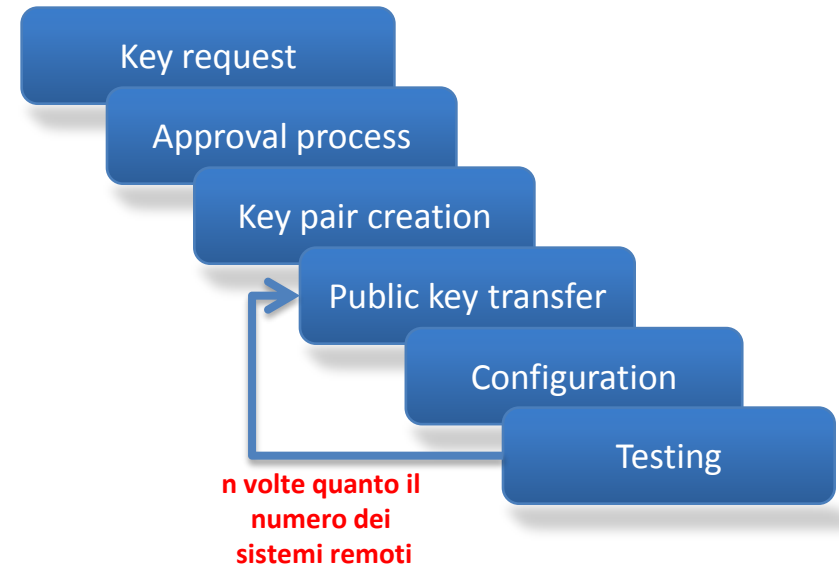 Key request
Approval process
Key pair creation
Public key transfer
Configuration
Testing
n volte quanto il
numero dei
sistemi remoti